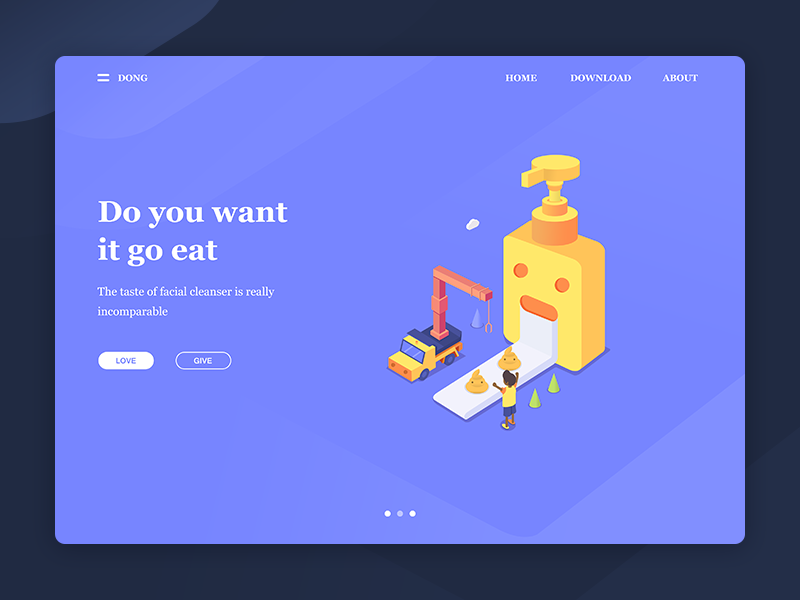 DONG
HOME DOWNLOAD ABOUT
Do you want
it go eat
The taste of facial cleanser is really
incomparable
LOVE GIVE